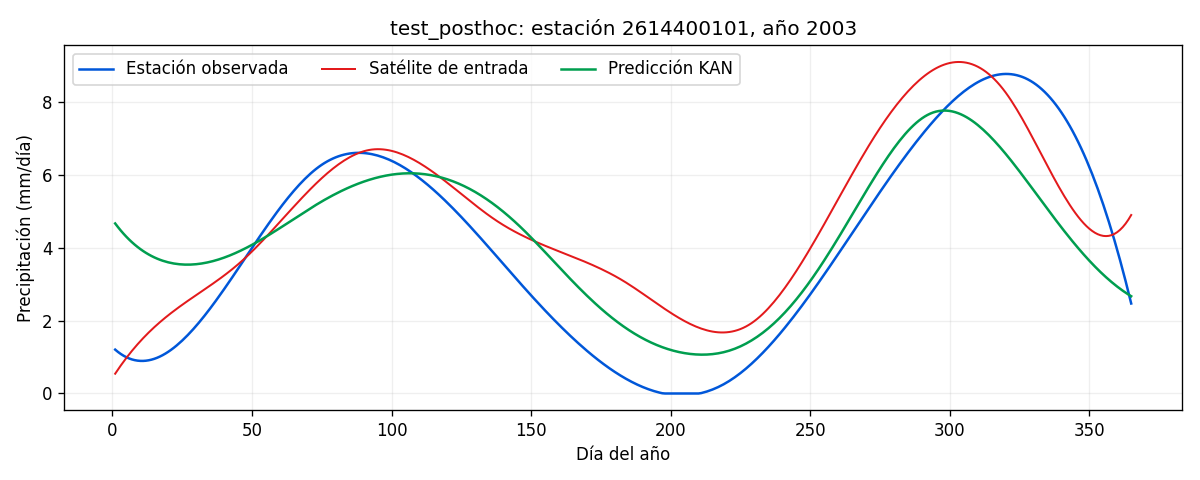 test_posthoc: estación 2614400101, año 2003
Estación observada
Satélite de entrada
Predicción KAN
Precipitación (mm/día)
8
6
4
2
0
0
50
100
150
200
250
300
350
Día del año